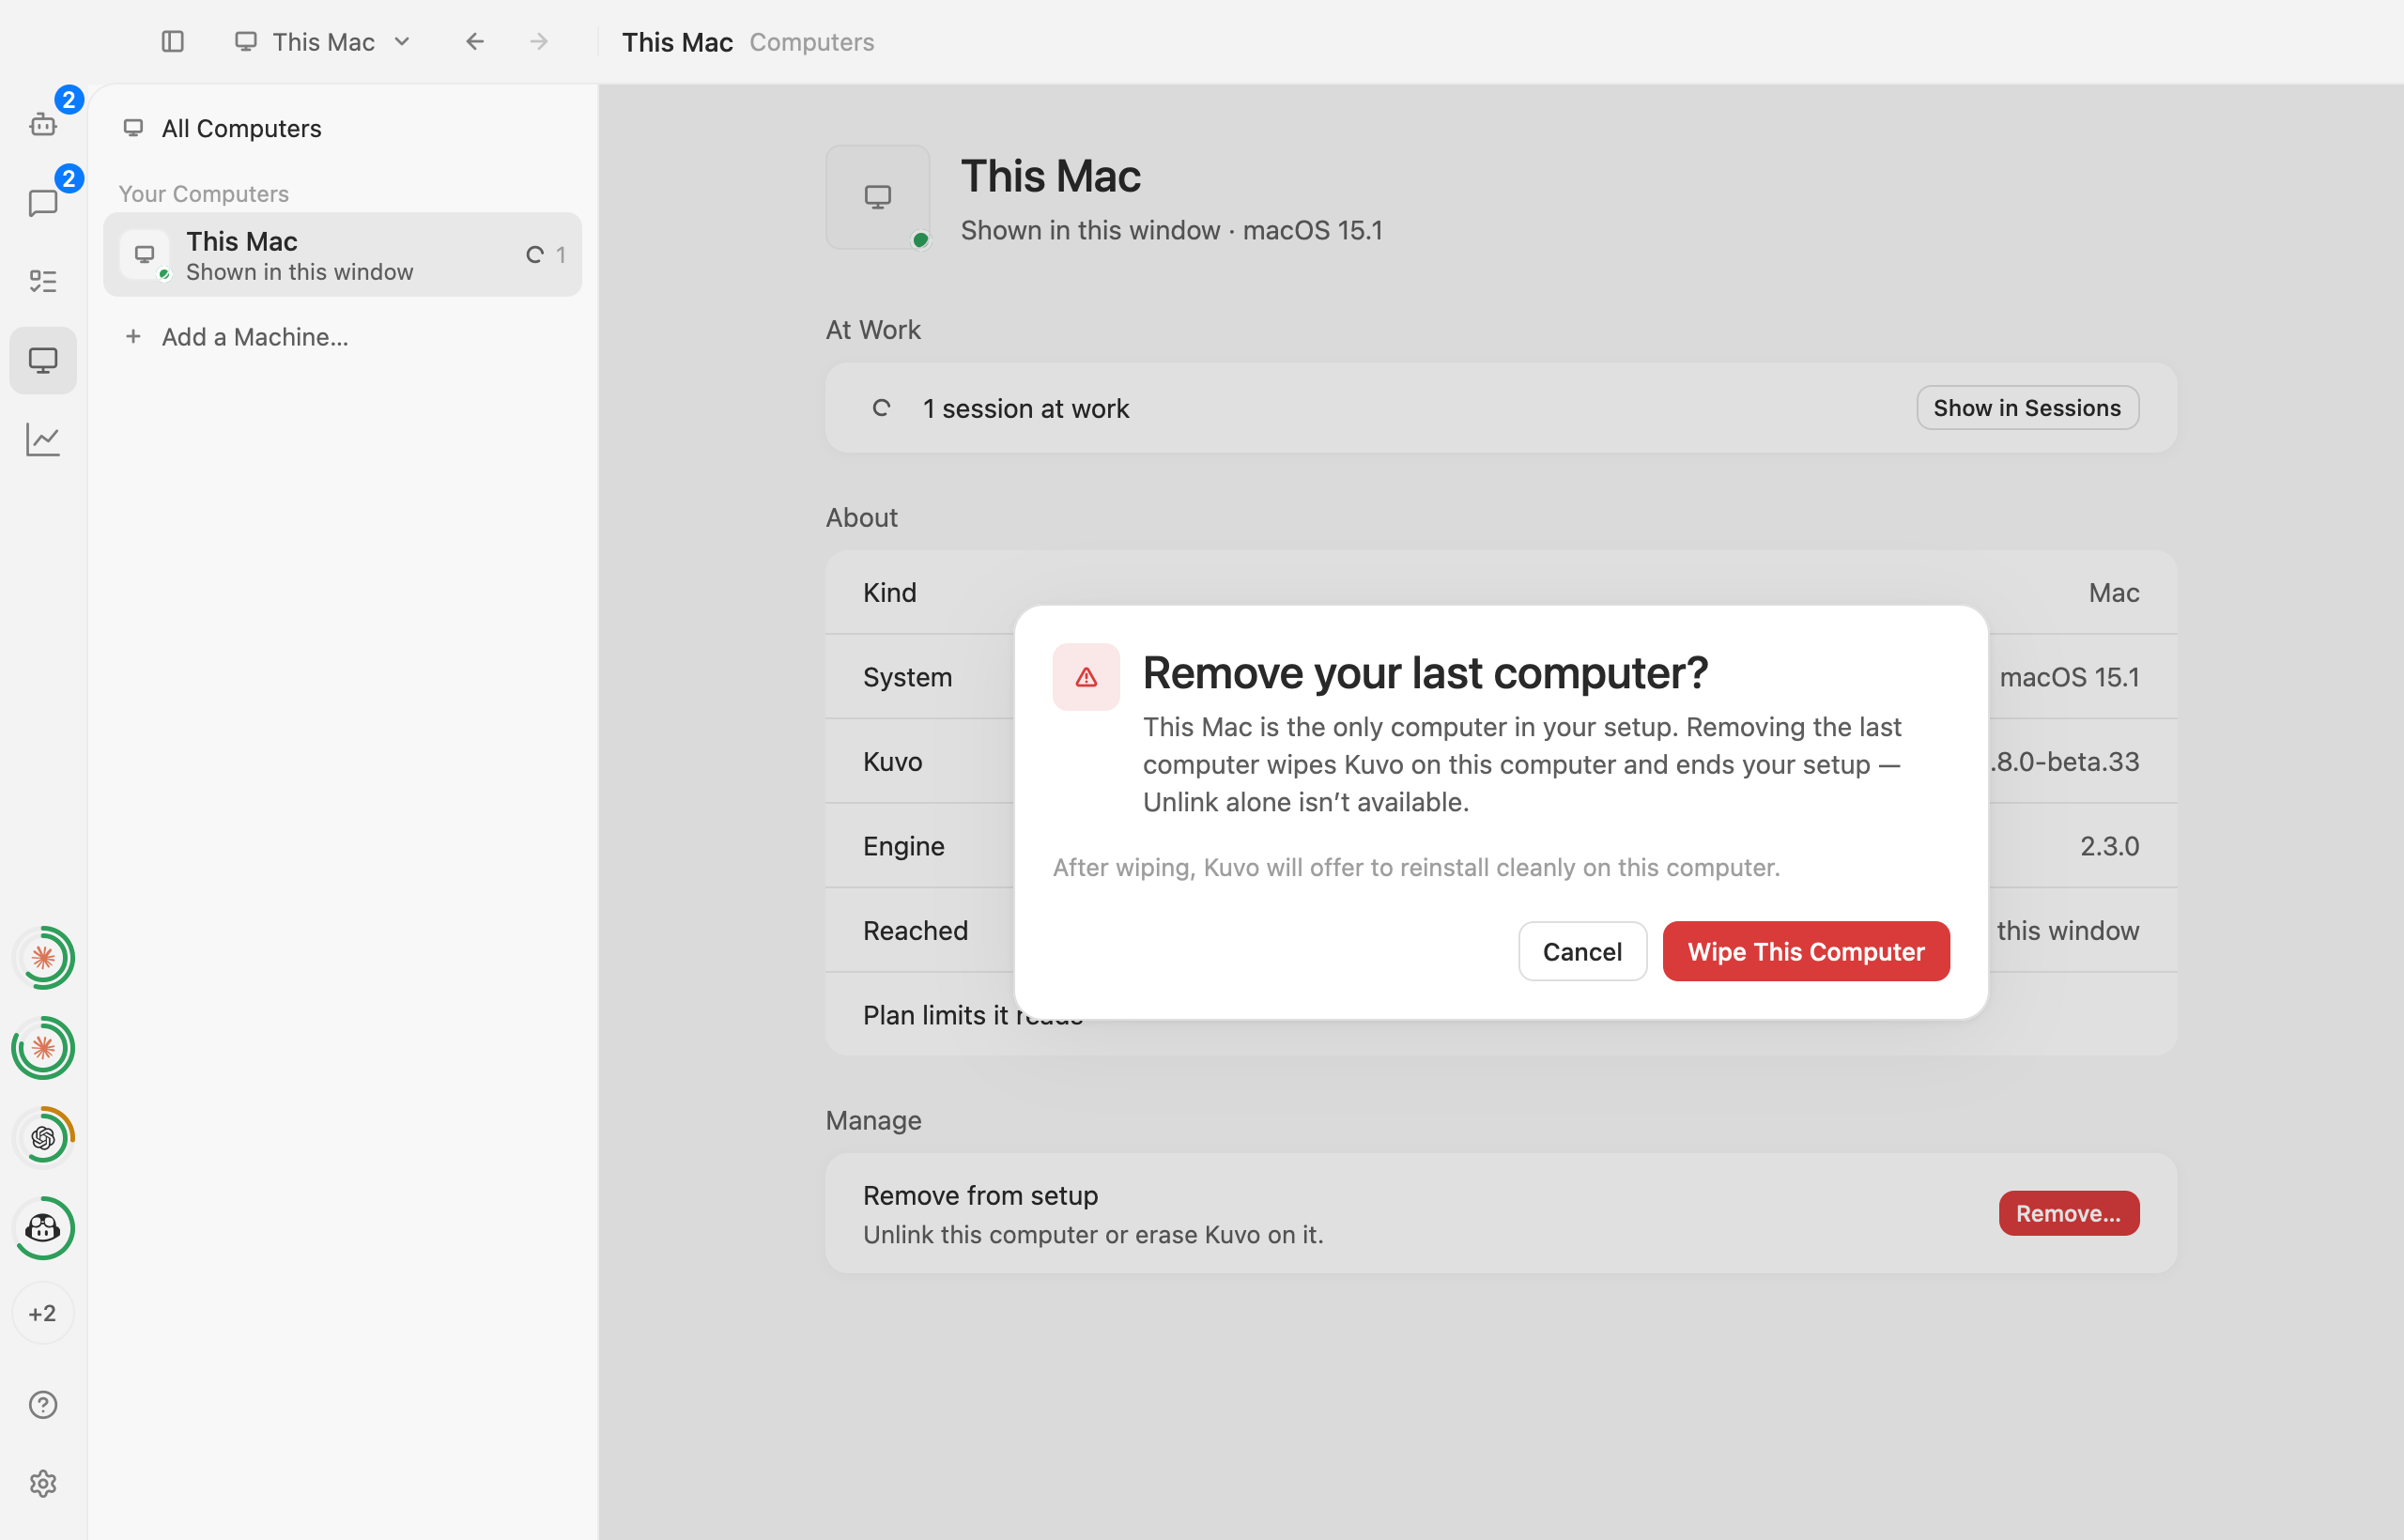 This Mac
This Mac Computers
2
2
All Computers
Your Computers
This Mac
Shown in this window
1
Add a Machine...
This Mac
Shown in this window · macOS 15.1
At Work
1 session at work
Show in Sessions
About
Kind
Mac
System
macOS 15.1
Kuvo
.8.0-beta.33
Engine
2.3.0
Reached
this window
Plan limits it reads
Remove your last computer?
This Mac is the only computer in your setup. Removing the last
computer wipes Kuvo on this computer and ends your setup —
Unlink alone isn’t available.
After wiping, Kuvo will offer to reinstall cleanly on this computer.
Cancel
Wipe This Computer
Manage
Remove from setup
Unlink this computer or erase Kuvo on it.
Remove...
+2